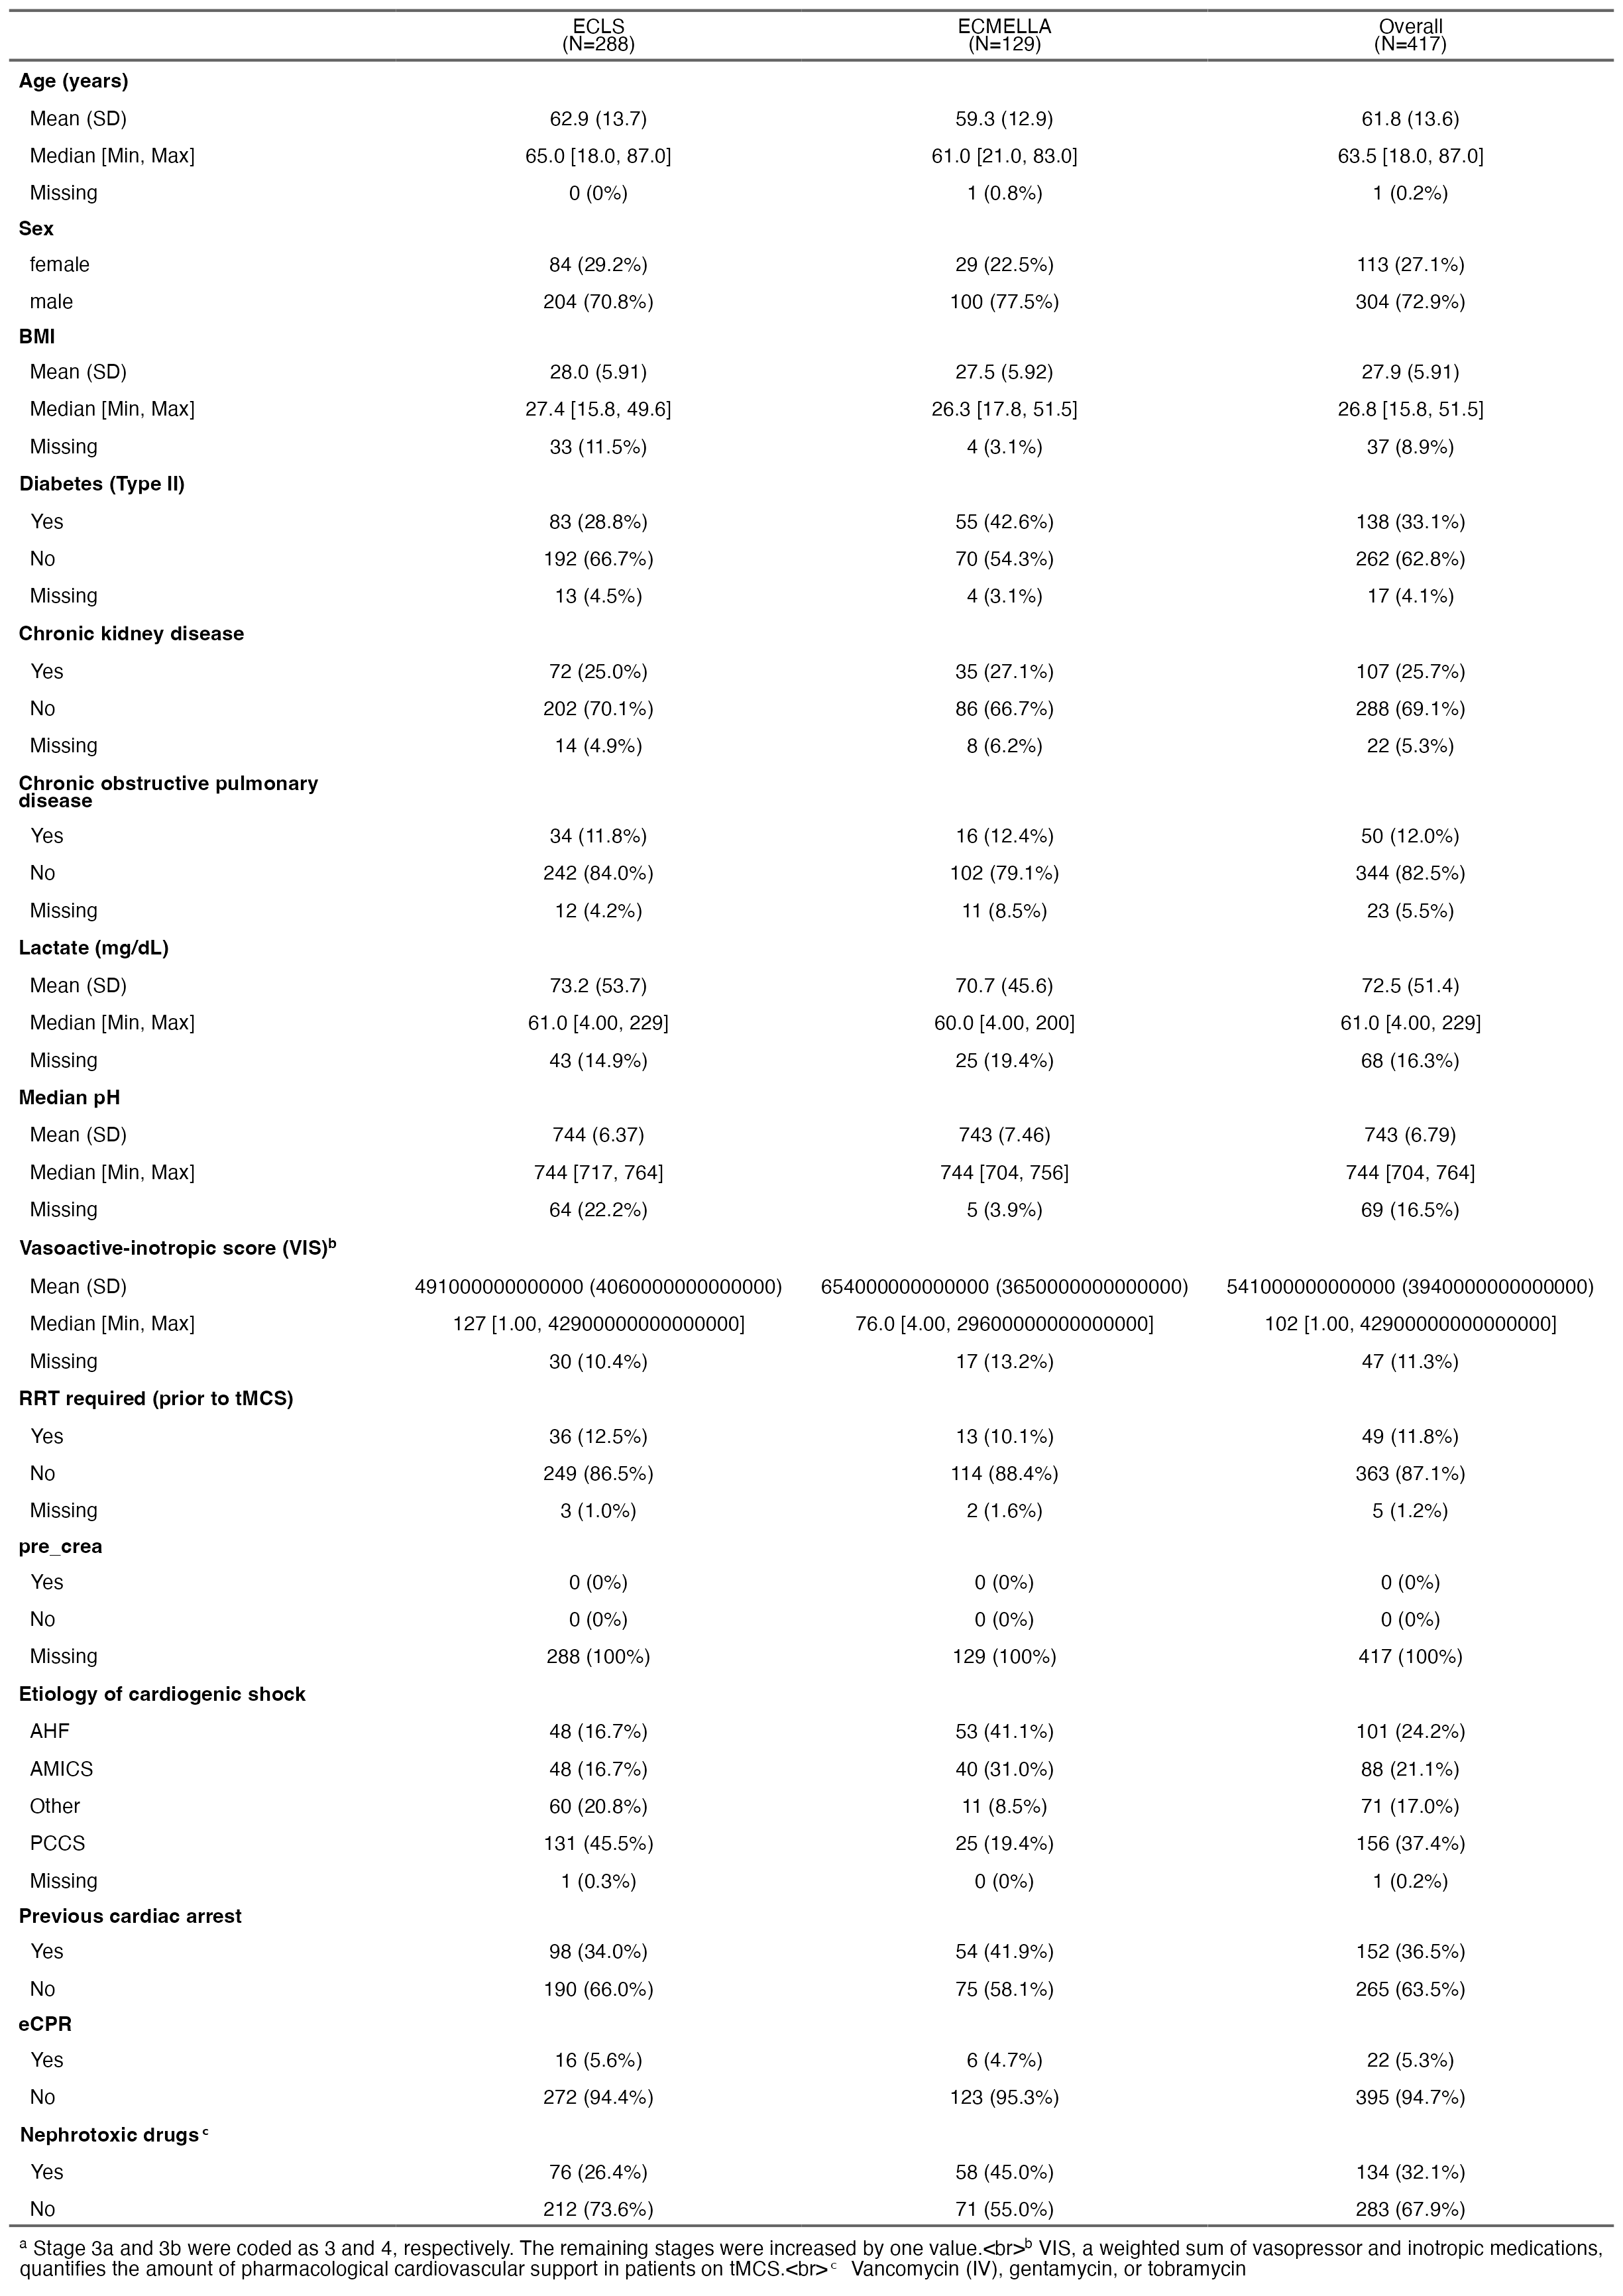 ECLS ECMELLA Overall
(N=288) (N=129) (N=417)
Age (years)
Mean (SD) 62.9 (13.7) 59.3 (12.9) 61.8 (13.6)
Median [Min, Max] 65.0 [18.0, 87.0] 61.0 [21.0, 83.0] 63.5 [18.0, 87.0]
Missing 0 (0%) 1 (0.8%) 1 (0.2%)
Sex
female 84 (29.2%) 29 (22.5%) 113 (27.1%)
male 204 (70.8%) 100 (77.5%) 304 (72.9%)
BMI
Mean (SD) 28.0 (5.91) 27.5 (5.92) 27.9 (5.91)
Median [Min, Max] 27.4 [15.8, 49.6] 26.3 [17.8, 51.5] 26.8 [15.8, 51.5]
Missing 33 (11.5%) 4 (3.1%) 37 (8.9%)
Diabetes (Type II)
Yes 83 (28.8%) 55 (42.6%) 138 (33.1%)
No 192 (66.7%) 70 (54.3%) 262 (62.8%)
Missing 13 (4.5%) 4 (3.1%) 17 (4.1%)
Chronic kidney disease
Yes 72 (25.0%) 35 (27.1%) 107 (25.7%)
No 202 (70.1%) 86 (66.7%) 288 (69.1%)
Missing 14 (4.9%) 8 (6.2%) 22 (5.3%)
Chronic obstructive pulmonary
disease
Yes 34 (11.8%) 16 (12.4%) 50 (12.0%)
No 242 (84.0%) 102 (79.1%) 344 (82.5%)
Missing 12 (4.2%) 11 (8.5%) 23 (5.5%)
Lactate (mg/dL)
Mean (SD) 73.2 (53.7) 70.7 (45.6) 72.5 (51.4)
Median [Min, Max] 61.0 [4.00, 229] 60.0 [4.00, 200] 61.0 [4.00, 229]
Missing 43 (14.9%) 25 (19.4%) 68 (16.3%)
Median pH
Mean (SD) 744 (6.37) 743 (7.46) 743 (6.79)
Median [Min, Max] 744 [717, 764] 744 [704, 756] 744 [704, 764]
Missing 64 (22.2%) 5 (3.9%) 69 (16.5%)
Vasoactive-inotropic score (VIS)ᵇ
Mean (SD) 491000000000000 (4060000000000000) 654000000000000 (3650000000000000) 541000000000000 (3940000000000000)
Median [Min, Max] 127 [1.00, 42900000000000000] 76.0 [4.00, 29600000000000000] 102 [1.00, 42900000000000000]
Missing 30 (10.4%) 17 (13.2%) 47 (11.3%)
RRT required (prior to tMCS)
Yes 36 (12.5%) 13 (10.1%) 49 (11.8%)
No 249 (86.5%) 114 (88.4%) 363 (87.1%)
Missing 3 (1.0%) 2 (1.6%) 5 (1.2%)
pre_crea
Yes 0 (0%) 0 (0%) 0 (0%)
No 0 (0%) 0 (0%) 0 (0%)
Missing 288 (100%) 129 (100%) 417 (100%)
Etiology of cardiogenic shock
AHF 48 (16.7%) 53 (41.1%) 101 (24.2%)
AMICS 48 (16.7%) 40 (31.0%) 88 (21.1%)
Other 60 (20.8%) 11 (8.5%) 71 (17.0%)
PCCS 131 (45.5%) 25 (19.4%) 156 (37.4%)
Missing 1 (0.3%) 0 (0%) 1 (0.2%)
Previous cardiac arrest
Yes 98 (34.0%) 54 (41.9%) 152 (36.5%)
No 190 (66.0%) 75 (58.1%) 265 (63.5%)
eCPR
Yes 16 (5.6%) 6 (4.7%) 22 (5.3%)
No 272 (94.4%) 123 (95.3%) 395 (94.7%)
Nephrotoxic drugs ᶜ
Yes 76 (26.4%) 58 (45.0%) 134 (32.1%)
No 212 (73.6%) 71 (55.0%) 283 (67.9%)
ᵃ Stage 3a and 3b were coded as 3 and 4, respectively. The remaining stages were increased by one value.<br>ᵇ VIS, a weighted sum of vasopressor and inotropic medications,
quantifies the amount of pharmacological cardiovascular support in patients on tMCS.<br>ᶜ Vancomycin (IV), gentamycin, or tobramycin